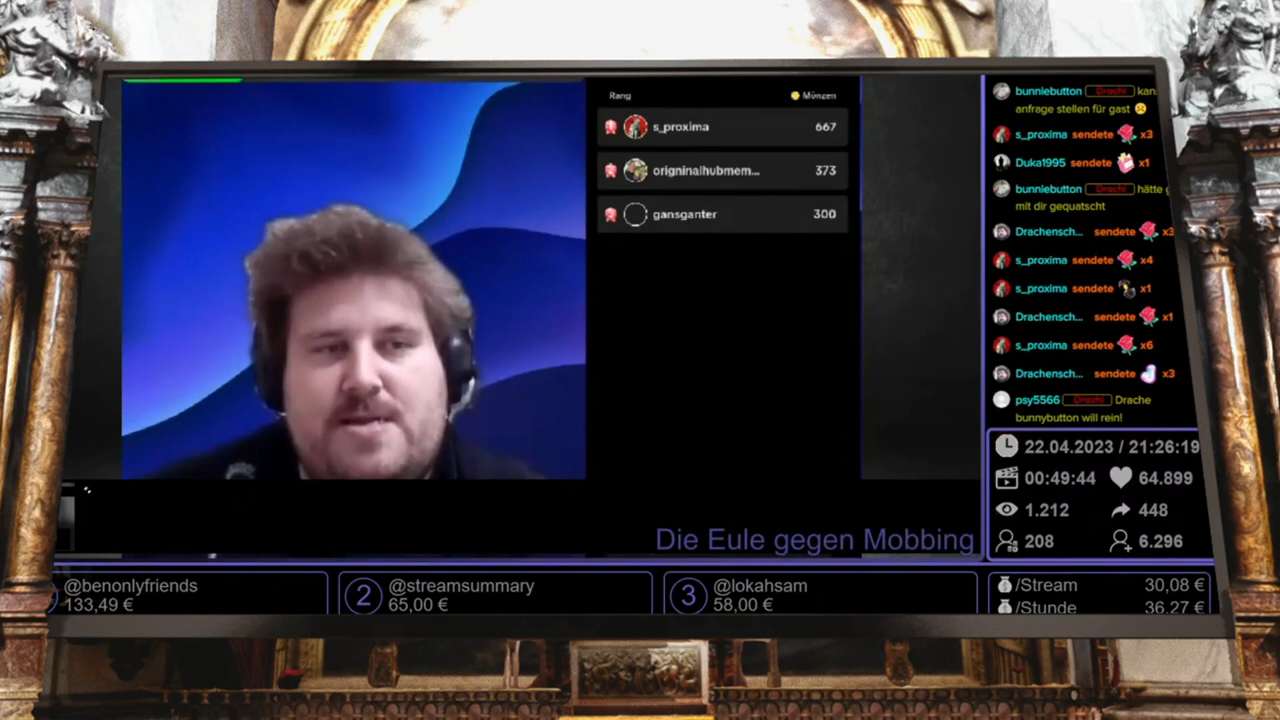 Rang Münzen
s_proxima 667
origninalhubmem... 373
gansganter 300
bunniebutton Drachi kan
anfrage stellen für gast
s_proxima sendete x3
Duka1995 sendete x1
bunniebutton Drachi hätte g
mit dir gequatscht
Drachensch... sendete x3
s_proxima sendete x4
s_proxima sendete x1
Drachensch... sendete x1
s_proxima sendete x6
Drachensch... sendete x3
psy5566 Drachi Drache
bunnybutton will rein!
22.04.2023 / 21:26:19
00:49:44 64.899
1.212 448
208 6.296
Die Eule gegen Mobbing
@benonlyfriends
133,49 €
2 @streamsummary
65,00 €
3 @lokahsam
58,00 €
/Stream 30,08 €
/Stunde 36,27 €